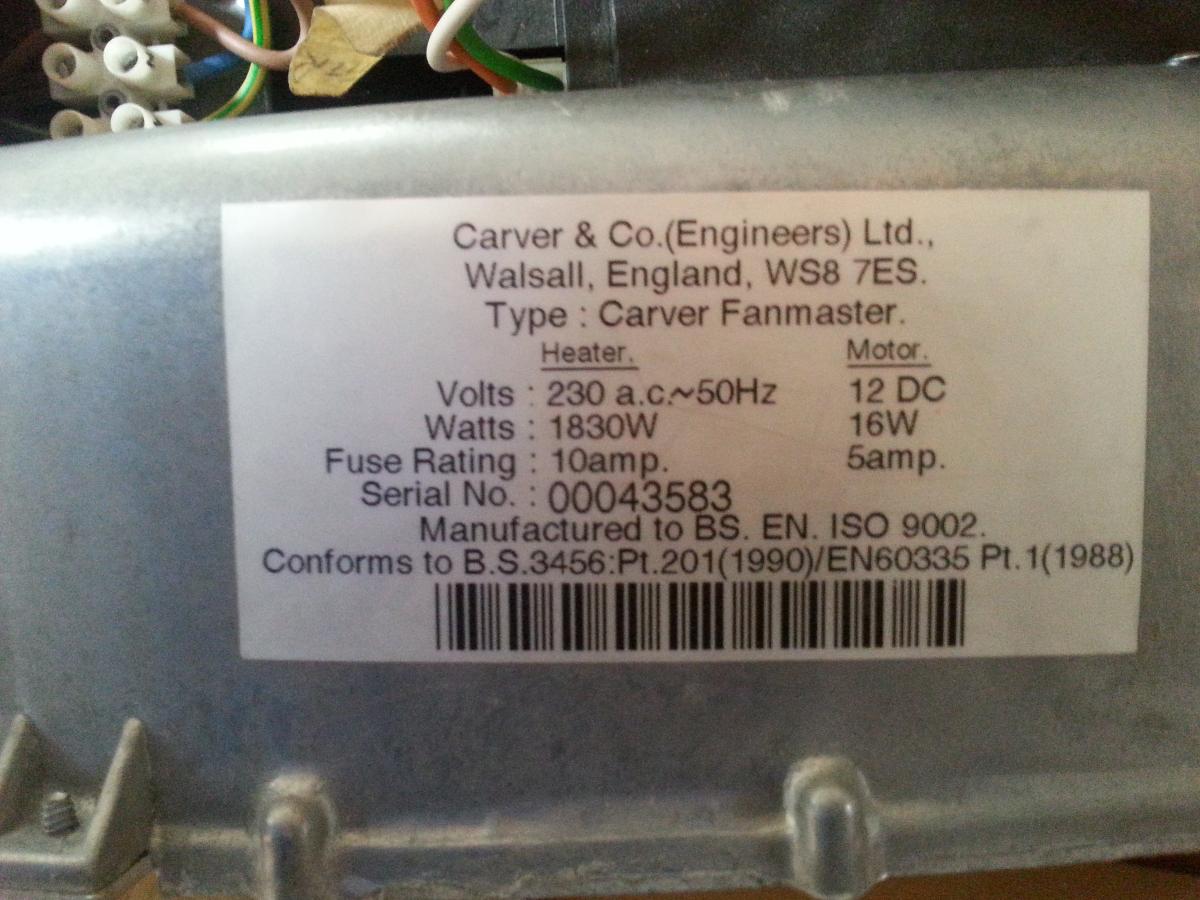 Carver & Co.(Engineers) Ltd.,
Walsall, England, WS8 7ES.
Type : Carver Fanmaster.
Heater. Motor.
Volts : 230 a.c.~50Hz 12 DC
Watts : 1830W 16W
Fuse Rating : 10amp. 5amp.
Serial No. : 00043583
Manufactured to BS. EN. ISO 9002.
Conforms to B.S.3456:Pt.201(1990)/EN60335 Pt.1(1988)